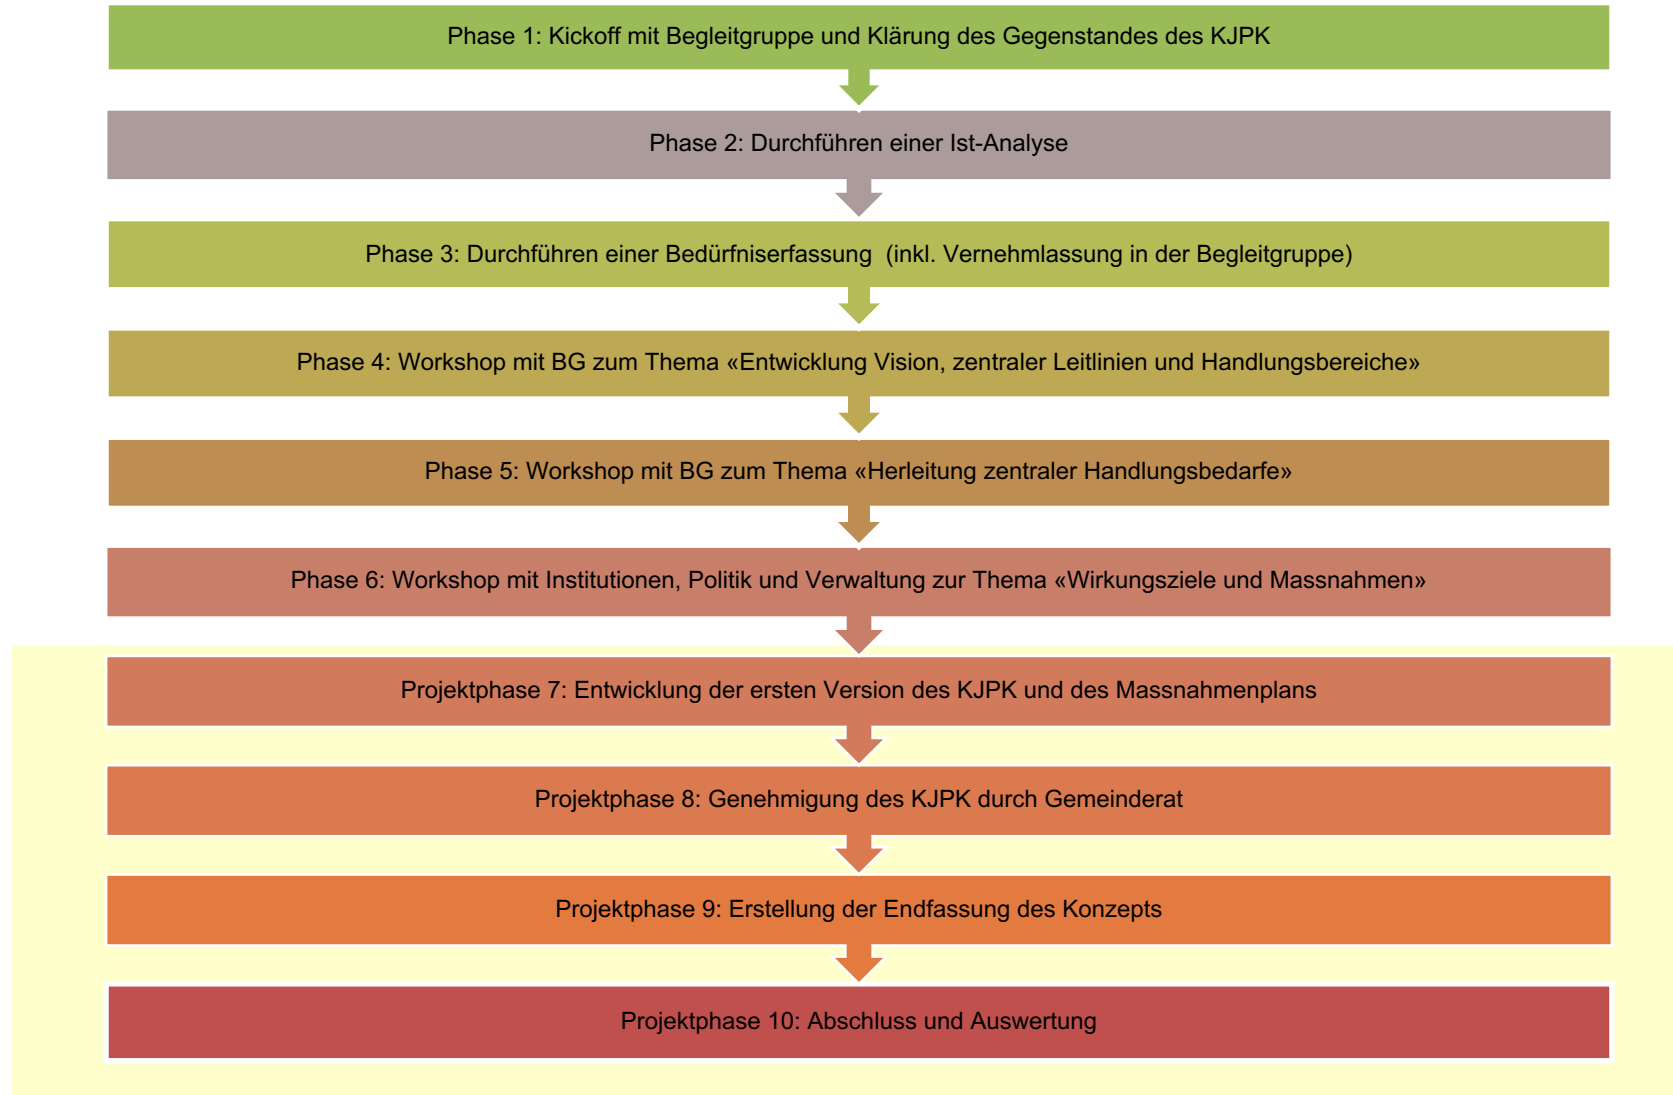 Phase 1: Kickoff mit Begleitgruppe und Klärung des Gegenstandes des KJPK
Phase 2: Durchführen einer Ist-Analyse
Phase 3: Durchführen einer Bedürfniserfassung  (inkl. Vernehmlassung in der Begleitgruppe)
Phase 4: Workshop mit BG zum Thema «Entwicklung Vision, zentraler Leitlinien und Handlungsbereiche»
Phase 5: Workshop mit BG zum Thema «Herleitung zentraler Handlungsbedarfe»
Phase 6: Workshop mit Institutionen, Politik und Verwaltung zur Thema «Wirkungsziele und Massnahmen»
Projektphase 7: Entwicklung der ersten Version des KJPK und des Massnahmenplans
Projektphase 8: Genehmigung des KJPK durch Gemeinderat
Projektphase 9: Erstellung der Endfassung des Konzepts
Projektphase 10: Abschluss und Auswertung